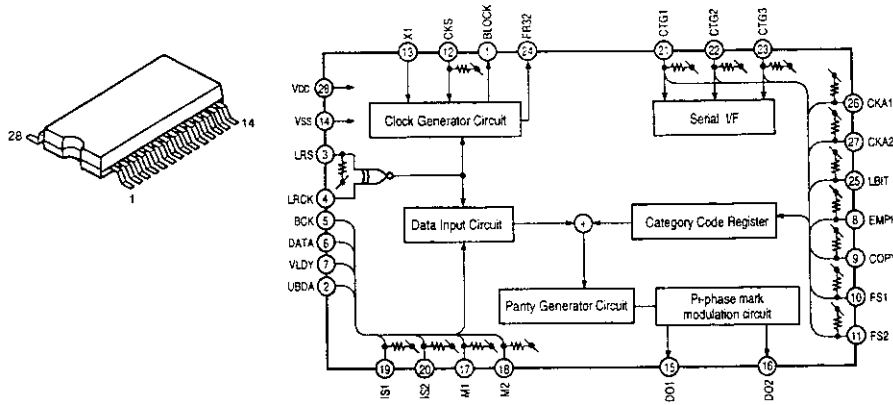 28
14
1
X1
CKS
BLOCK
FR32
CTG1
CTG2
CTG3
13
12
1
24
21
22
23
VDD
28
VSS
14
LRS
3
LRCK
4
BCK
5
DATA
6
VLDY
7
UBDA
2
Clock Generator Circuit
Serial I/F
Data Input Circuit
+
Category Code Register
Parity Generator Circuit
Pi-phase mark
modulation circuit
26
CKA1
27
CKA2
25
LBIT
8
EMPH
9
COPY
10
FS1
11
FS2
19
20
17
18
15
16
IS1
IS2
M1
M2
DO1
DO2